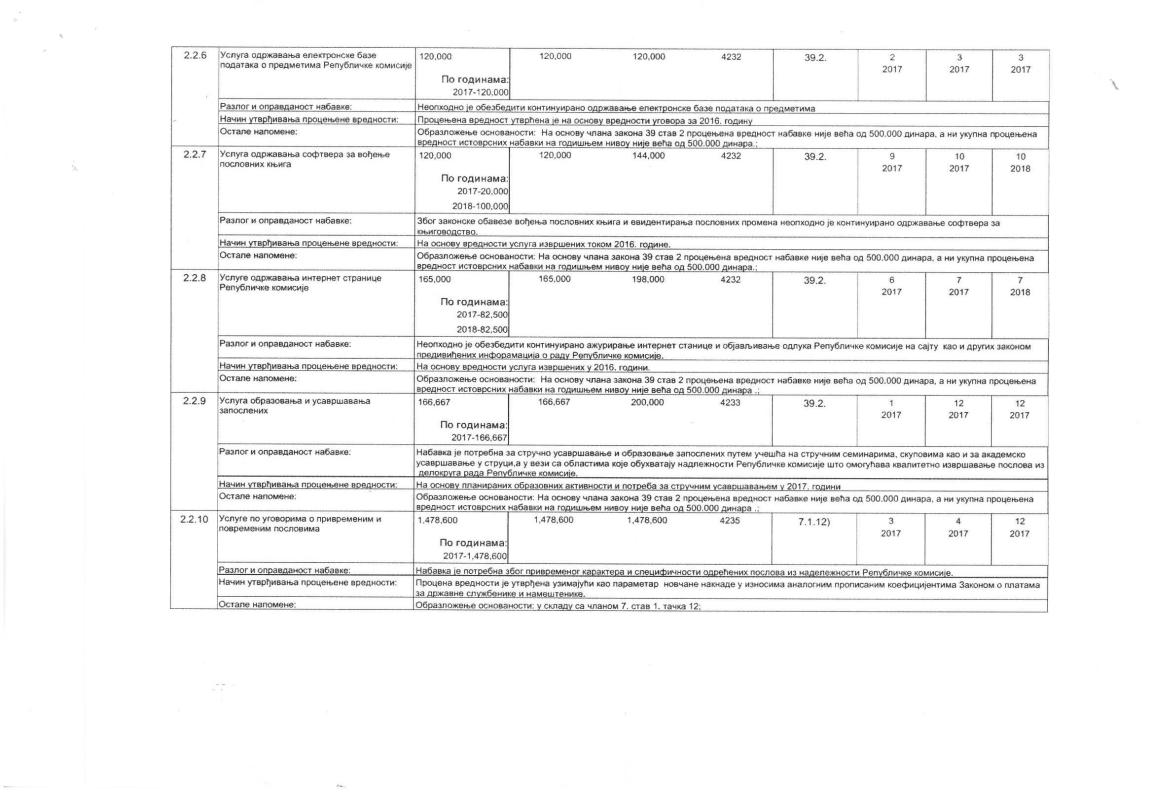 2.2.6 Услуга одржавања електронске базе 120,000 120,000 120,000 4232 39.2. 2 3 3
података о предметима Републичке комисије 2017 2017 2017
По годинама:
2017-120,000
Разлог и оправданост набавке: Неопходно је обезбедити континуирано одржавање електронске базе података о предметима
Начин утврђивања процењене вредности: Процењена вредност утврћена је на основу вредности уговора за 2016. годину
Остале напомене: Образложење основаности: На основу члана закона 39 став 2 процењена вредност набавке није већа од 500.000 динара, а ни укупна процењена
вредност истоврсних набавки на годишњем нивоу није већа од 500.000 динара.;
2.2.7 Услуга одржавања софтвера за вођење 120,000 120,000 144,000 4232 39.2. 9 10 10
пословних књига 2017 2017 2018
По годинама:
2017-20,000
2018-100,000
Разлог и оправданост набавке: Због законске обавезе вођења пословних књига и евидентирања пословних промена неопходно је континуирано одржавање софтвера за
књиговодство.
Начин утврђивања процењене вредности: На основу вредности услуга извршених током 2016. године.
Остале напомене: Образложење основаности: На основу члана закона 39 став 2 процењена вредност набавке није већа од 500.000 динара, а ни укупна процењена
вредност истоврсних набавки на годишњем нивоу није већа од 500.000 динара.;
2.2.8 Услуге одржавања интернет странице 165,000 165,000 198,000 4232 39.2. 6 7 7
Републичке комисије 2017 2017 2018
По годинама:
2017-82,500
2018-82,500
Разлог и оправданост набавке: Неопходно је обезбедити континуирано ажурирање интернет станице и објављивање одлука Републичке комисије на сајту као и других законом
предивиђених инфорамација о раду Републичке комисије.
Начин утврђивања процењене вредности: На основу вредности услуга извршених у 2016. години.
Остале напомене: Образложење основаности: На основу члана закона 39 став 2 процењена вредност набавке није већа од 500.000 динара, а ни укупна процењена
вредност истоврсних набавки на годишњем нивоу није већа од 500.000 динара .;
2.2.9 Услуга образовања и усавршавања 166,667 166,667 200,000 4233 39.2. 1 12 12
запослених 2017 2017 2017
По годинама:
2017-166,667
Разлог и оправданост набавке: Набавка је потребна за стручно усавршавање и образовање запослених путем учешћа на стручним семинарима, скуповима као и за академско
усавршавање у струци,а у вези са областима које обухватају надлежности Републичке комисије што омогућава квалитетно извршавање послова из
делокруга рада Републичке комисије.
Начин утврђивања процењене вредности: На основу планираних образовних активности и потреба за стручним усавршавањем у 2017. години
Остале напомене: Образложење основаности: На основу члана закона 39 став 2 процењена вредност набавке није већа од 500.000 динара, а ни укупна процењена
вредност истоврсних набавки на годишњем нивоу није већа од 500.000 динара .;
2.2.10 Услуге по уговорима о привременим и 1,478,600 1,478,600 1,478,600 4235 7.1.12) 3 4 12
повременим пословима 2017 2017 2017
По годинама:
2017-1,478,600
Разлог и оправданост набавке: Набавка је потребна због привременог карактера и специфичности одрећених послова из надележности Републичке комисије.
Начин утврђивања процењене вредности: Процена вредности је утврђена узимајући као параметар новчане накнаде у износима аналогним прописаним коефицијентима Законом о платама
за државне службенике и намештенике.
Остале напомене: Образложење основаности: у складу са чланом 7. став 1. тачка 12;